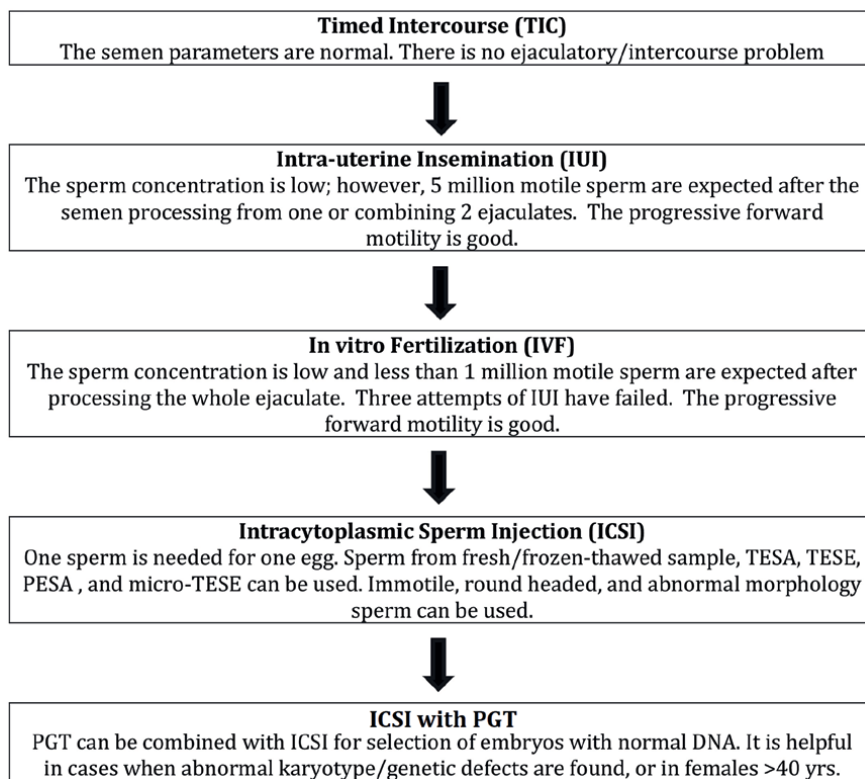 Timed Intercourse (TIC)
The semen parameters are normal. There is no ejaculatory/intercourse problem
Intra-uterine Insemination (IUI)
The sperm concentration is low; however, 5 million motile sperm are expected after the
semen processing from one or combining 2 ejaculates.  The progressive forward
motility is good.
In vitro Fertilization (IVF)
The sperm concentration is low and less than 1 million motile sperm are expected after
processing the whole ejaculate.  Three attempts of IUI have failed.  The progressive
forward motility is good.
Intracytoplasmic Sperm Injection (ICSI)
One sperm is needed for one egg. Sperm from fresh/frozen-thawed sample, TESA, TESE,
PESA , and micro-TESE can be used. Immotile, round headed, and abnormal morphology
sperm can be used.
ICSI with PGT
PGT can be combined with ICSI for selection of embryos with normal DNA. It is helpful
in cases when abnormal karyotype/genetic defects are found, or in females >40 yrs.